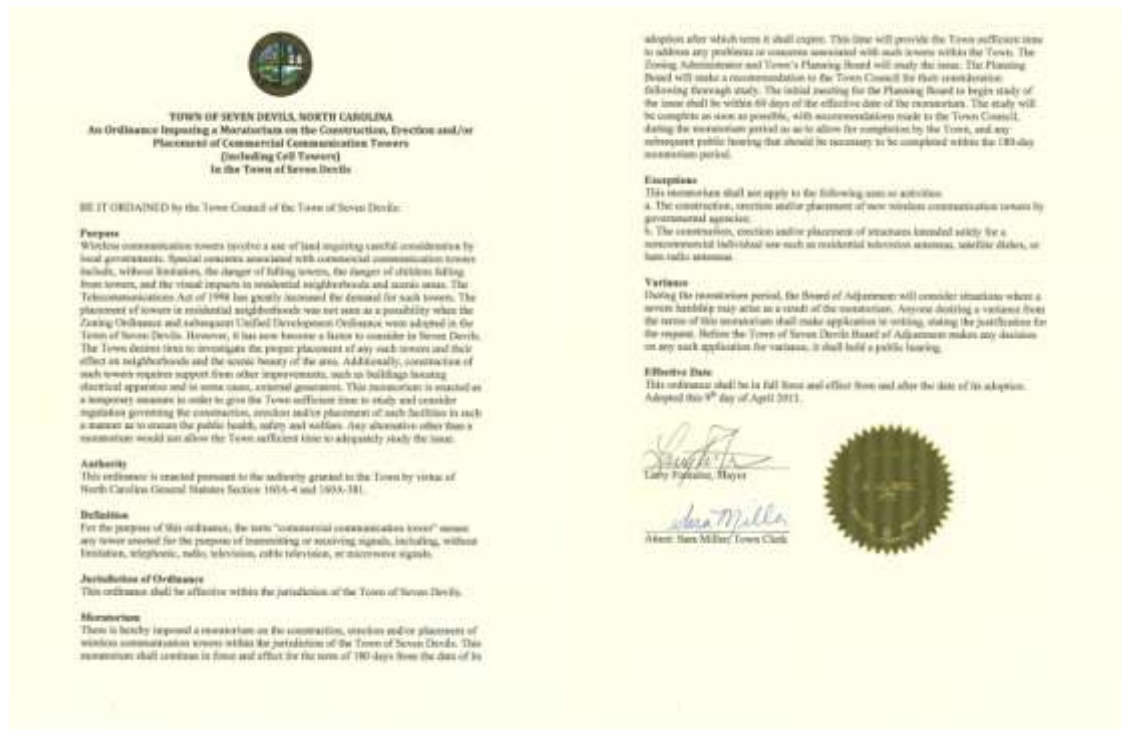 TOWN OF SEVEN DEVILS, NORTH CAROLINA
An Ordinance Imposing a Moratorium on the Construction, Erection and/or
Placement of Commercial Communication Towers
(including Cell Towers)
In the Town of Seven Devils
BE IT ORDAINED by the Town Council of the Town of Seven Devils:
Purpose
Wireless communication towers involve a use of land requiring careful consideration by
local governments. Special concerns associated with commercial communication towers
include, without limitation, the danger of falling towers, the danger of children falling
from towers, and the visual impacts in residential neighborhoods and scenic areas. The
Telecommunications Act of 1996 has greatly increased the demand for such towers. The
placement of towers in residential neighborhoods was not seen as a possibility when the
Zoning Ordinance and subsequent Unified Development Ordinance were adopted in the
Town of Seven Devils. However, it has now become a factor to consider in Seven Devils.
The Town desires time to investigate the proper placement of any such towers and their
effect on neighborhoods and the scenic beauty of the area. Additionally, construction of
such towers requires support from other improvements, such as buildings housing
electrical apparatus and in some cases, external generators. This moratorium is enacted as
a temporary measure in order to give the Town sufficient time to study and consider
regulation governing the construction, erection and/or placement of such facilities in such
a manner as to ensure the public health, safety and welfare. Any alternative other than a
moratorium would not allow the Town sufficient time to adequately study the issue.
Authority
This ordinance is enacted pursuant to the authority granted to the Town by virtue of
North Carolina General Statutes Section 160A-4 and 160A-381.
Definition
For the purpose of this ordinance, the term "commercial communication tower" means
any tower erected for the purpose of transmitting or receiving signals, including, without
limitation, telephonic, radio, television, cable television, or microwave signals.
Jurisdiction of Ordinance
This ordinance shall be effective within the jurisdiction of the Town of Seven Devils.
Moratorium
There is hereby imposed a moratorium on the construction, erection and/or placement of
wireless communication towers within the jurisdiction of the Town of Seven Devils. This
moratorium shall continue in force and effect for the term of 180 days from the date of its
adoption after which term it shall expire. This time will provide the Town sufficient time
to address any problems or concerns associated with such towers within the Town. The
Zoning Administrator and Town's Planning Board will study the issue. The Planning
Board will make a recommendation to the Town Council for their consideration
following thorough study. The initial meeting for the Planning Board to begin study of
the issue shall be within 60 days of the effective date of the moratorium. The study will
be complete as soon as possible, with recommendations made to the Town Council,
during the moratorium period so as to allow for completion by the Town, and any
subsequent public hearing that should be necessary to be completed within the 180-day
moratorium period.
Exceptions
This moratorium shall not apply to the following uses or activities:
a. The construction, erection and/or placement of new wireless communication towers by
governmental agencies;
b. The construction, erection and/or placement of structures intended solely for a
noncommercial individual use such as residential television antennas, satellite dishes, or
ham radio antennas.
Variance
During the moratorium period, the Board of Adjustment will consider situations where a
severe hardship may arise as a result of the moratorium. Anyone desiring a variance from
the terms of this moratorium shall make application in writing, stating the justification for
the request. Before the Town of Seven Devils Board of Adjustment makes any decision
on any such application for variance, it shall hold a public hearing.
Effective Date
This ordinance shall be in full force and effect from and after the date of its adoption.
Adopted this 9th day of April
Larry Fontaine, Mayor
Sara Miller
Attest: Sara Miller, Town Clerk